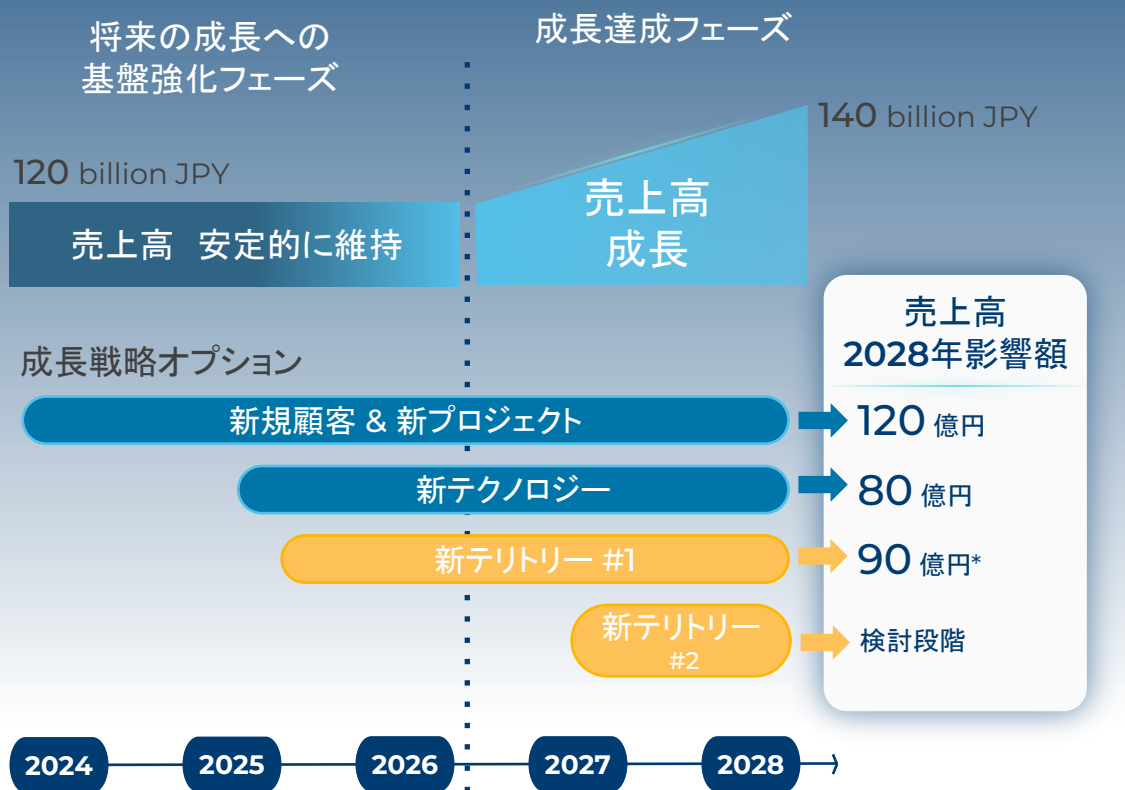 将来の成長への
基盤強化フェーズ
成長達成フェーズ
140 billion JPY
120 billion JPY
売上高 安定的に維持
売上高
成長
売上高
2028年影響額
成長戦略オプション
新規顧客 & 新プロジェクト
120 億円
新テクノロジー
80 億円
新テリトリー #1
90 億円*
新テリトリー
#2
検討段階
2024
2025
2026
2027
2028